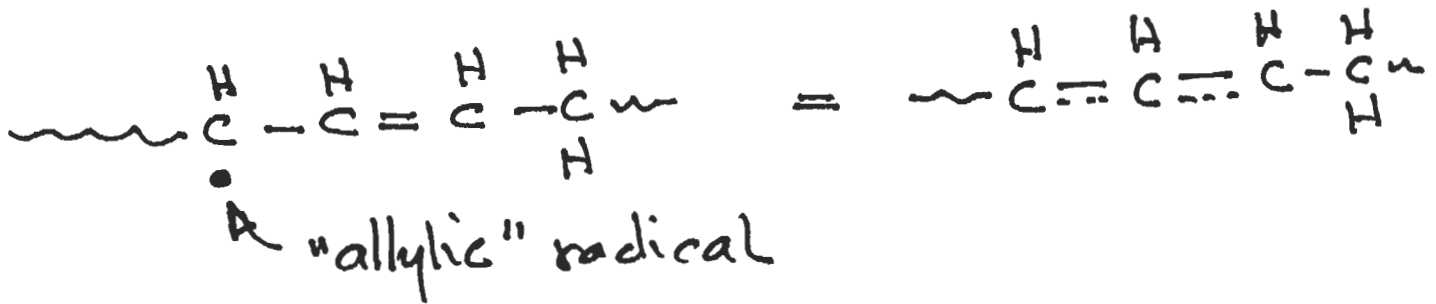 H H H H H H H H
C - C = C - C = C C C - C
H H
"allylic" radical